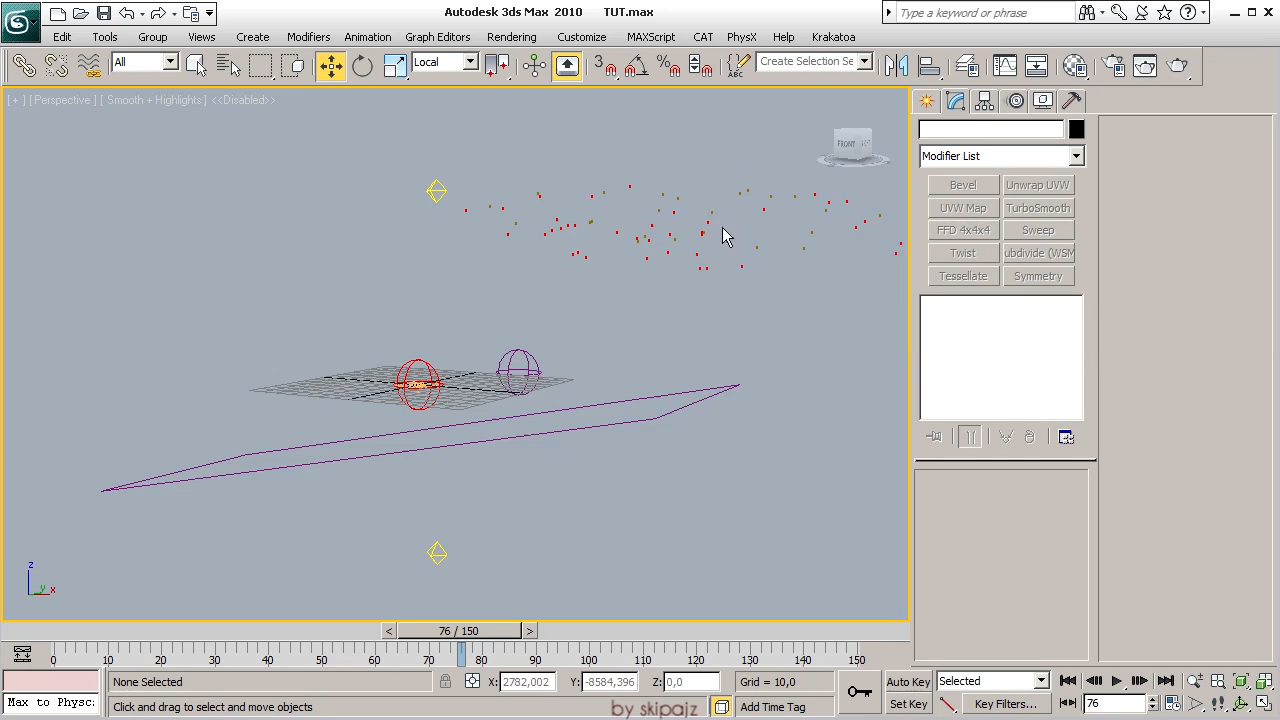 Autodesk 3ds Max 2010 TUT.max
Type a keyword or phrase
Edit Tools Group Views Create Modifiers Animation Graph Editors Rendering Customize MAXScript CAT PhysX Help Krakatoa
All Local 3 % ABC Create Selection Se
[ + ] [ Perspective ] [ Smooth + Highlights ] <<Disabled>>
FRONT
Modifier List
Bevel Unwrap UVW
UVW Map TurboSmooth
FFD 4x4x4 Sweep
Twist ubdivide (WSM
Tessellate Symmetry
z
y x
< 76 / 150 >
0 10 20 30 40 50 60 70 80 90 100 110 120 130 140 150
None Selected X: 2782,002 Y: -8584,396 Z: 0,0 Grid = 10,0 Auto Key Selected
Max to Physc: Click and drag to select and move objects by skipajz Add Time Tag Set Key Key Filters... 76